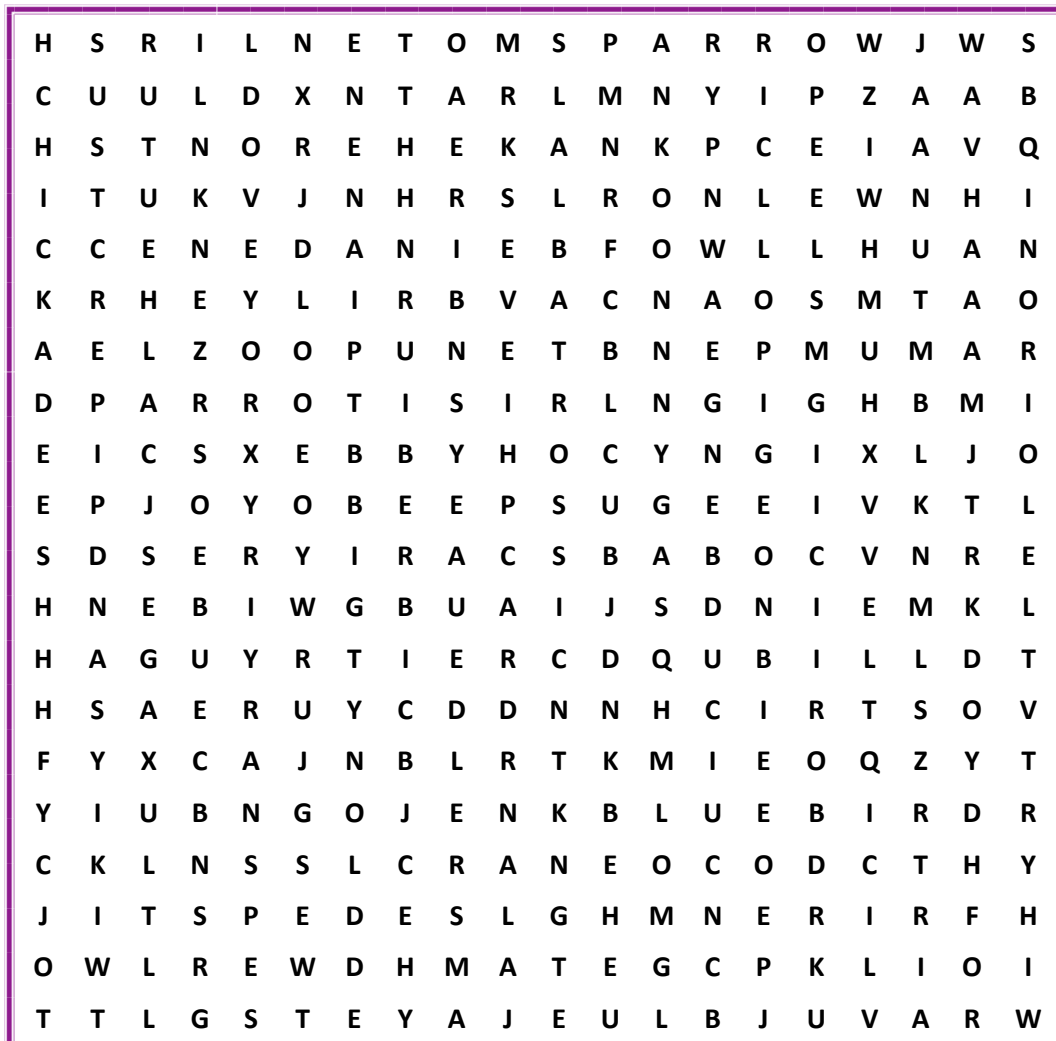 H S R I L N E T O M S P A R R O W J W S
C U U L D X N T A R L M N Y I P Z A A B
H S T N O R E H E K A N K P C E I A V Q
I T U K V J N H R S L R O N L E W N H I
C C E N E D A N I E B F O W L L H U A N
K R H E Y L I R B V A C N A O S M T A O
A E L Z O O P U N E T B N E P M U M A R
D P A R R O T I S I R L N G I G H B M I
E I C S X E B B Y H O C Y N G I X L J O
E P J O Y O B E E P S U G E E I V K T L
S D S E R Y I R A C S B A B O C V N R E
H N E B I W G B U A I J S D N I E M K L
H A G U Y R T I E R C D Q U B I L L D T
H S A E R U Y C D D N N H C I R T S O V
F Y X C A J N B L R T K M I E O Q Z Y T
Y I U B N G O J E N K B L U E B I R D R
C K L N S S L C R A N E O C O D C T H Y
J I T S P E D E S L G H M N E R I R F H
O W L R E W D H M A T E G C P K L I O I
T T L G S T E Y A J E U L B J U V A R W